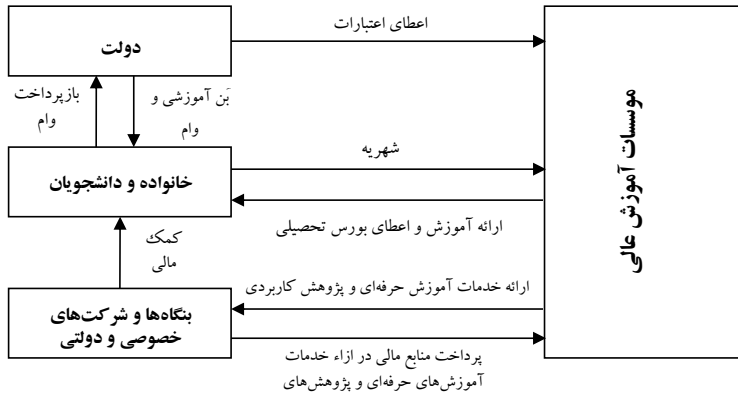 اعطای اعتبارات
دولت
بازپرداخت
وام
بَن آموزشی و
وام
شهریه
خانواده و دانشجویان
ارائه آموزش و اعطای بورس تحصیلی
کمک
مالی
ارائه خدمات آموزش حرفه‌ای و پژوهش کاربردی
بنگاه‌ها و شرکت‌های
خصوصی و دولتی
پرداخت منابع مالی در ازاء خدمات
آموزش‌های حرفه‌ای و پژوهش‌های
موسسات آموزش عالی